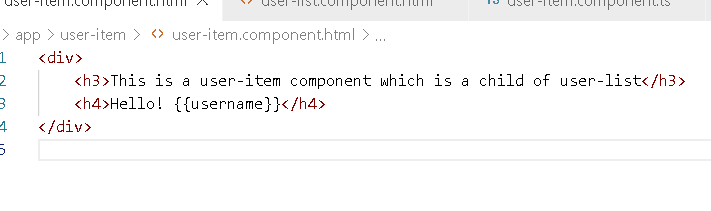 user-item.component.html user-list.component.html TS user-item.component.ts
> app > user-item > <> user-item.component.html > ...
1 <div>
2 <h3>This is a user-item component which is a child of user-list</h3>
3 <h4>Hello! {{username}}</h4>
4 </div>
5